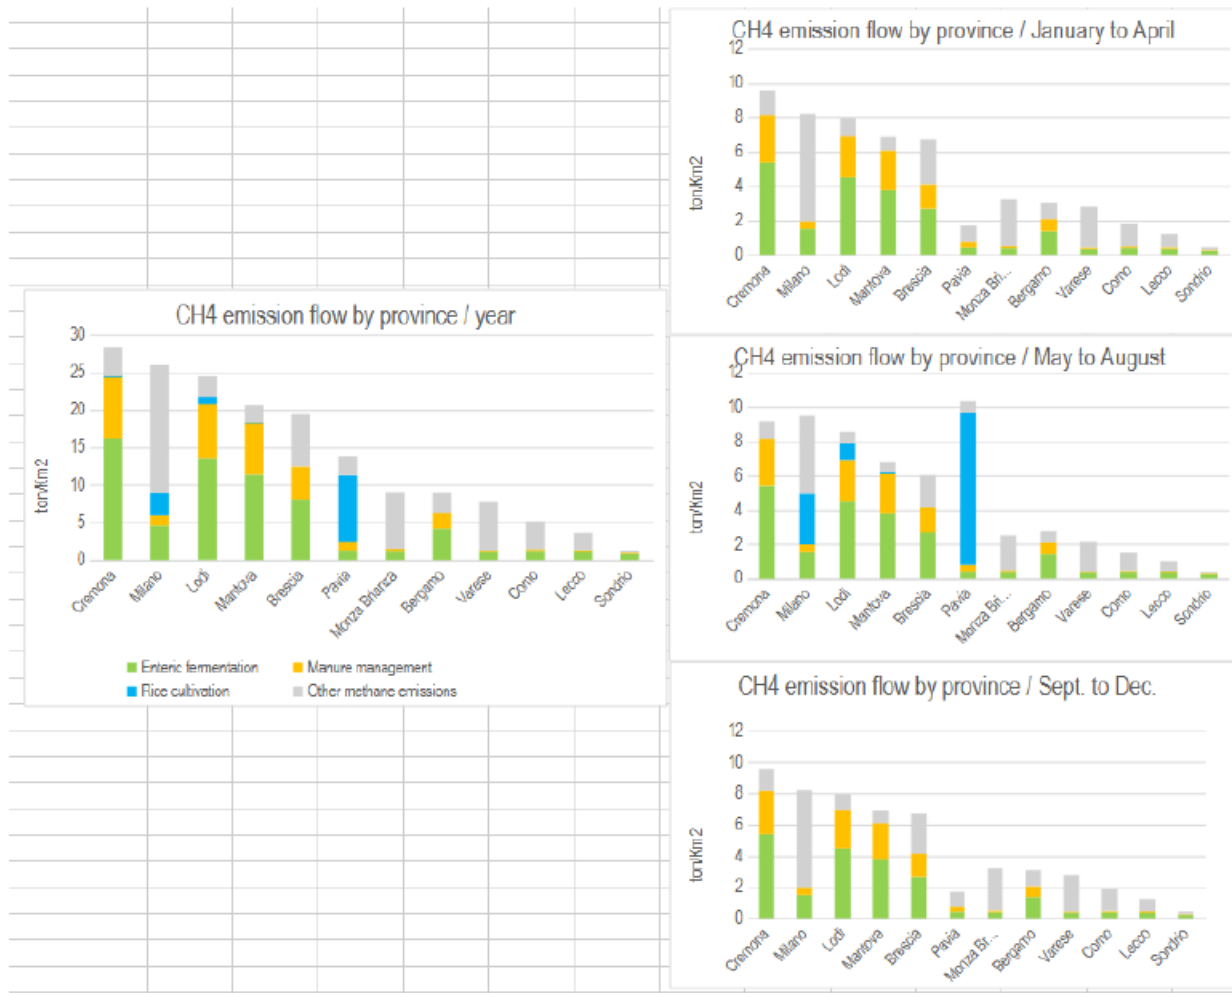 CH4 emission flow by province / year
30
25
20
15
10
5
0
ton/Km2
Cremona
Milano
Lodi
Mantova
Brescia
Pavia
Monza Brianza
Bergamo
Varese
Como
Lecco
Sondrio
Enteric fermentation
Manure management
Rice cultivation
Other methane emissions
CH4 emission flow by province / January to April
12
10
8
6
4
2
0
ton/Km2
Cremona
Milano
Lodi
Mantova
Brescia
Pavia
Monza Bri...
Bergamo
Varese
Como
Lecco
Sondrio
CH4 emission flow by province / May to August
12
10
8
6
4
2
0
ton/Km2
Cremona
Milano
Lodi
Mantova
Brescia
Pavia
Monza Bri...
Bergamo
Varese
Como
Lecco
Sondrio
CH4 emission flow by province / Sept. to Dec.
12
10
8
6
4
2
0
ton/Km2
Cremona
Milano
Lodi
Mantova
Brescia
Pavia
Monza Br...
Bergamo
Varese
Como
Lecco
Sondrio